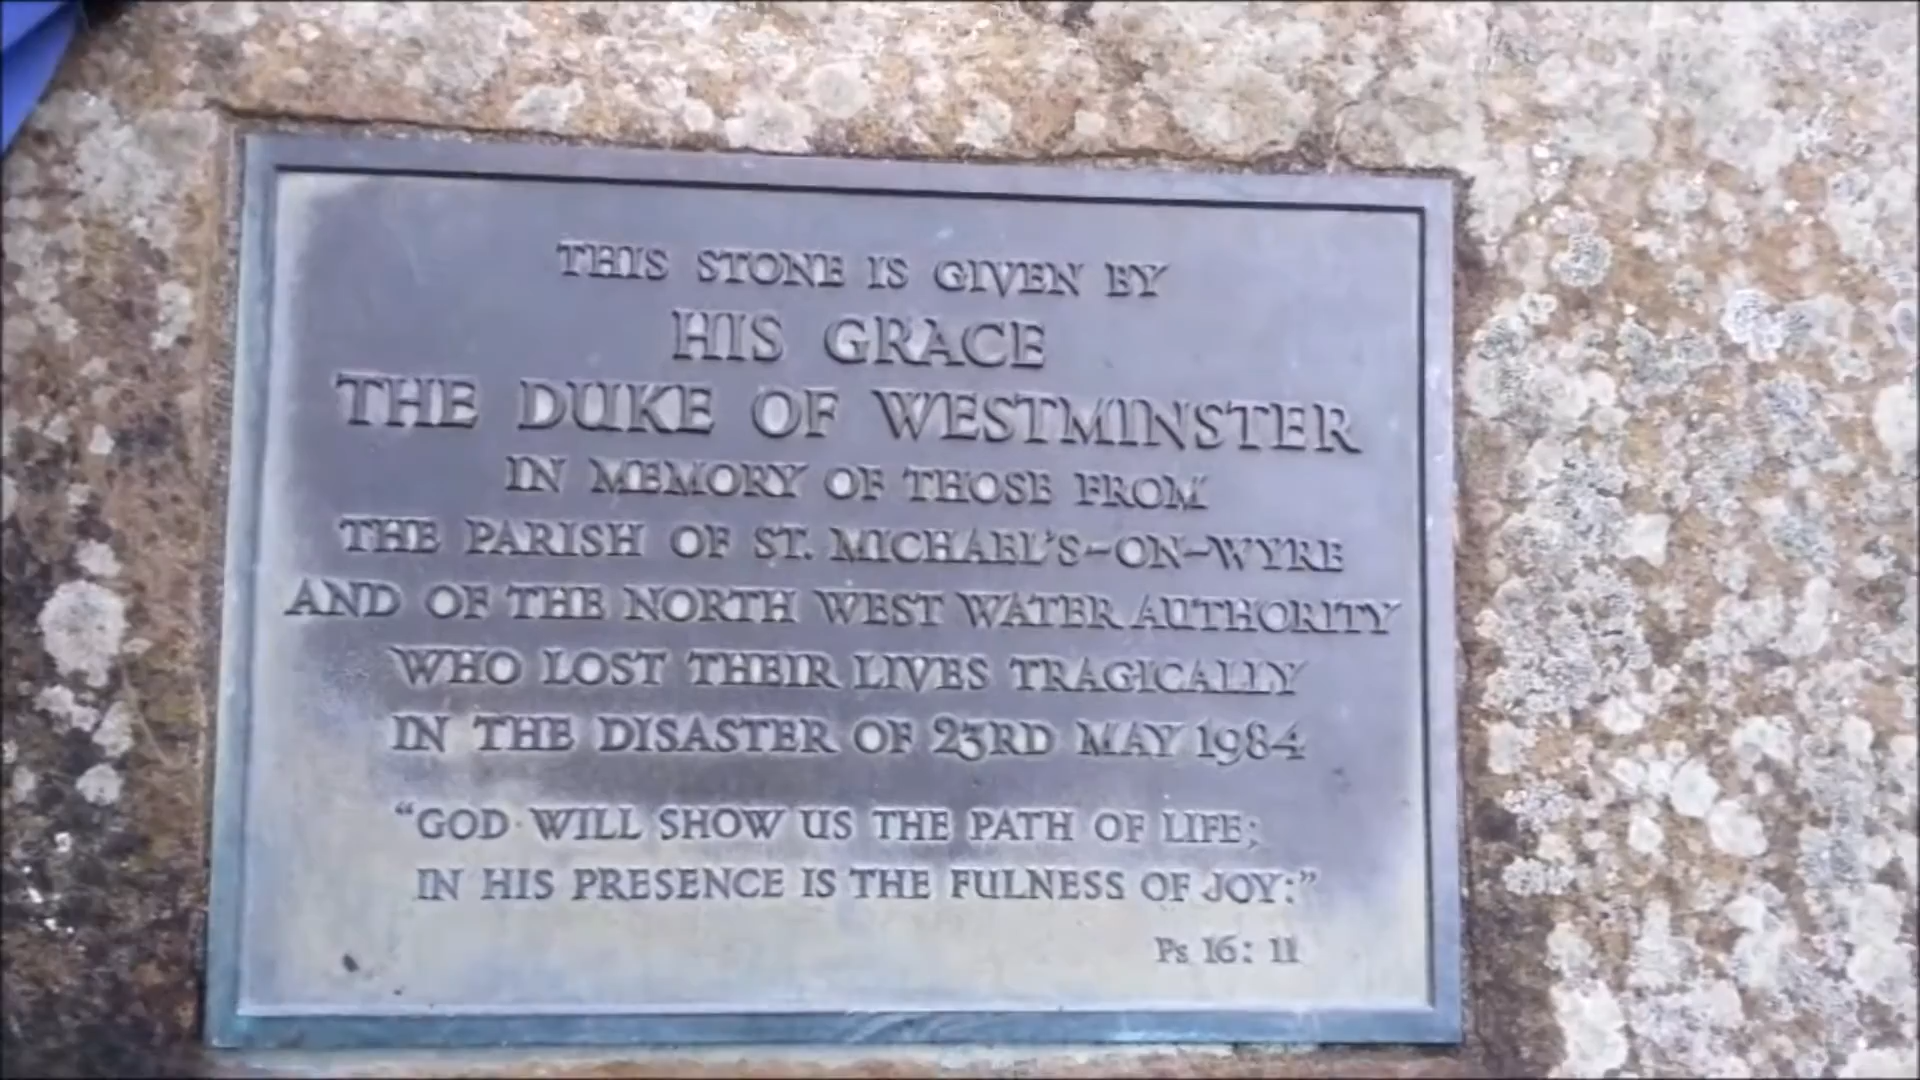 THIS STONE IS GIVEN BY
HIS GRACE
THE DUKE OF WESTMINSTER
IN MEMORY OF THOSE FROM
THE PARISH OF ST. MICHAEL'S-ON-WYRE
AND OF THE NORTH WEST WATER AUTHORITY
WHO LOST THEIR LIVES TRAGICALLY
IN THE DISASTER OF 23RD MAY 1984
“GOD WILL SHOW US THE PATH OF LIFE;
IN HIS PRESENCE IS THE FULNESS OF JOY:”
Ps 16: 11